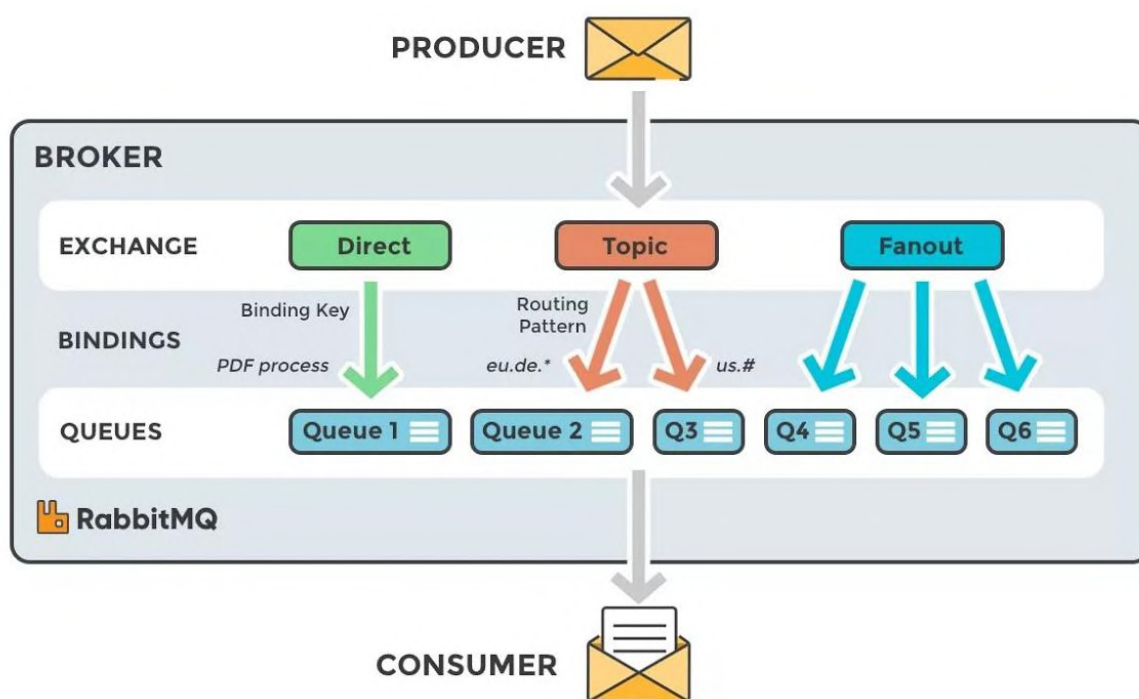 PRODUCER
BROKER
EXCHANGE
Direct
Topic
Fanout
Binding Key
Routing
Pattern
BINDINGS
PDF process
eu.de.*
us.#
QUEUES
Queue 1
Queue 2
Q3
Q4
Q5
Q6
RabbitMQ
CONSUMER